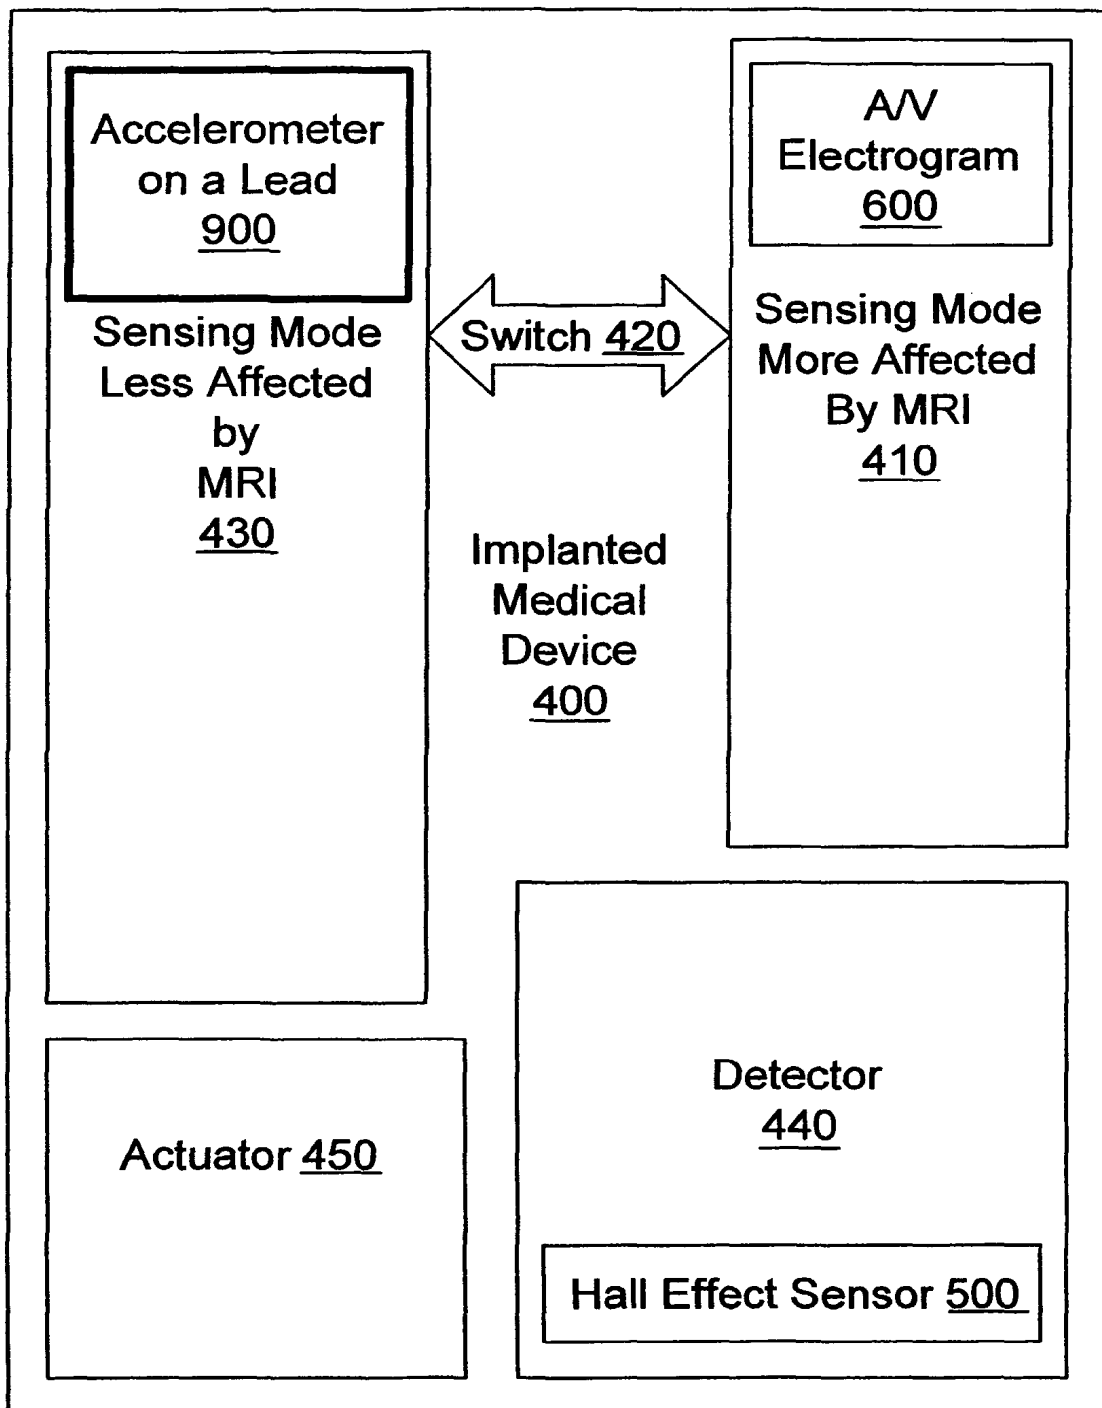 Accelerometer
on a Lead
900
Sensing Mode
Less Affected
by
MRI
430
Switch 420
A/V
Electrogram
600
Sensing Mode
More Affected
By MRI
410
Implanted
Medical
Device
400
Actuator 450
Detector
440
Hall Effect Sensor 500